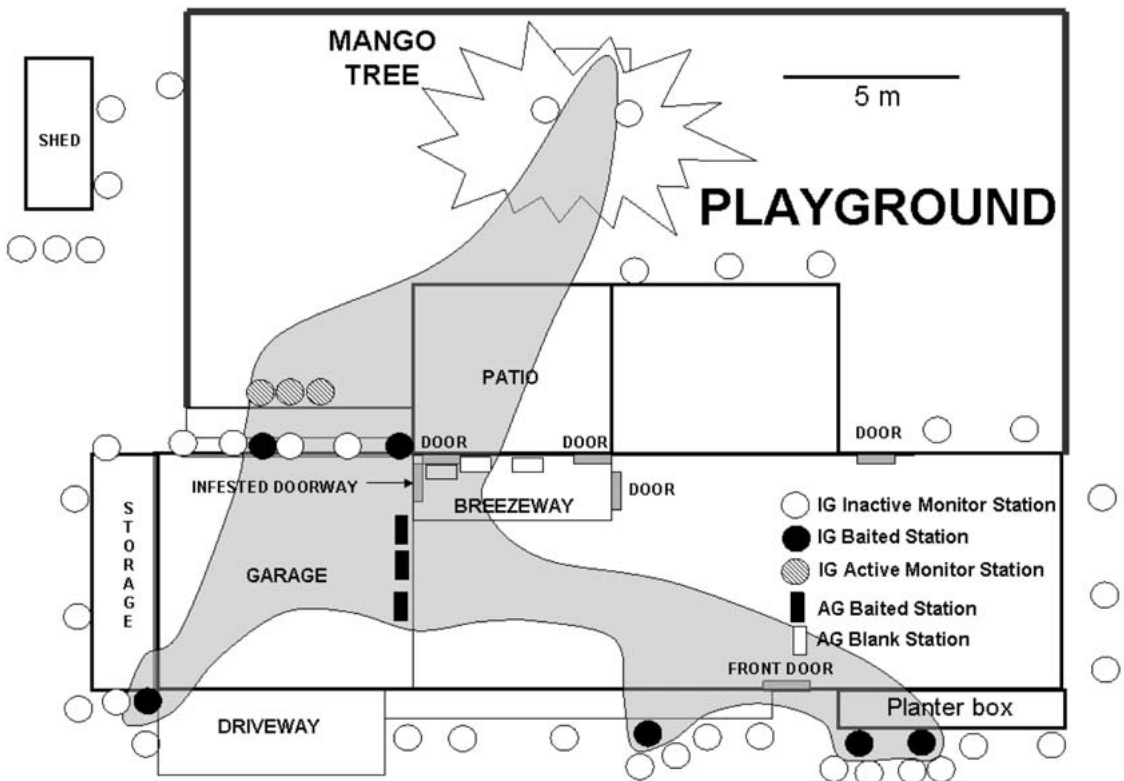 MANGO
TREE
5 m
SHED
PLAYGROUND
PATIO
DOOR
DOOR
DOOR
INFESTED DOORWAY
DOOR
BREEZEWAY
STORAGE
GARAGE
IG Inactive Monitor Station
IG Baited Station
IG Active Monitor Station
AG Baited Station
AG Blank Station
FRONT DOOR
DRIVEWAY
Planter box